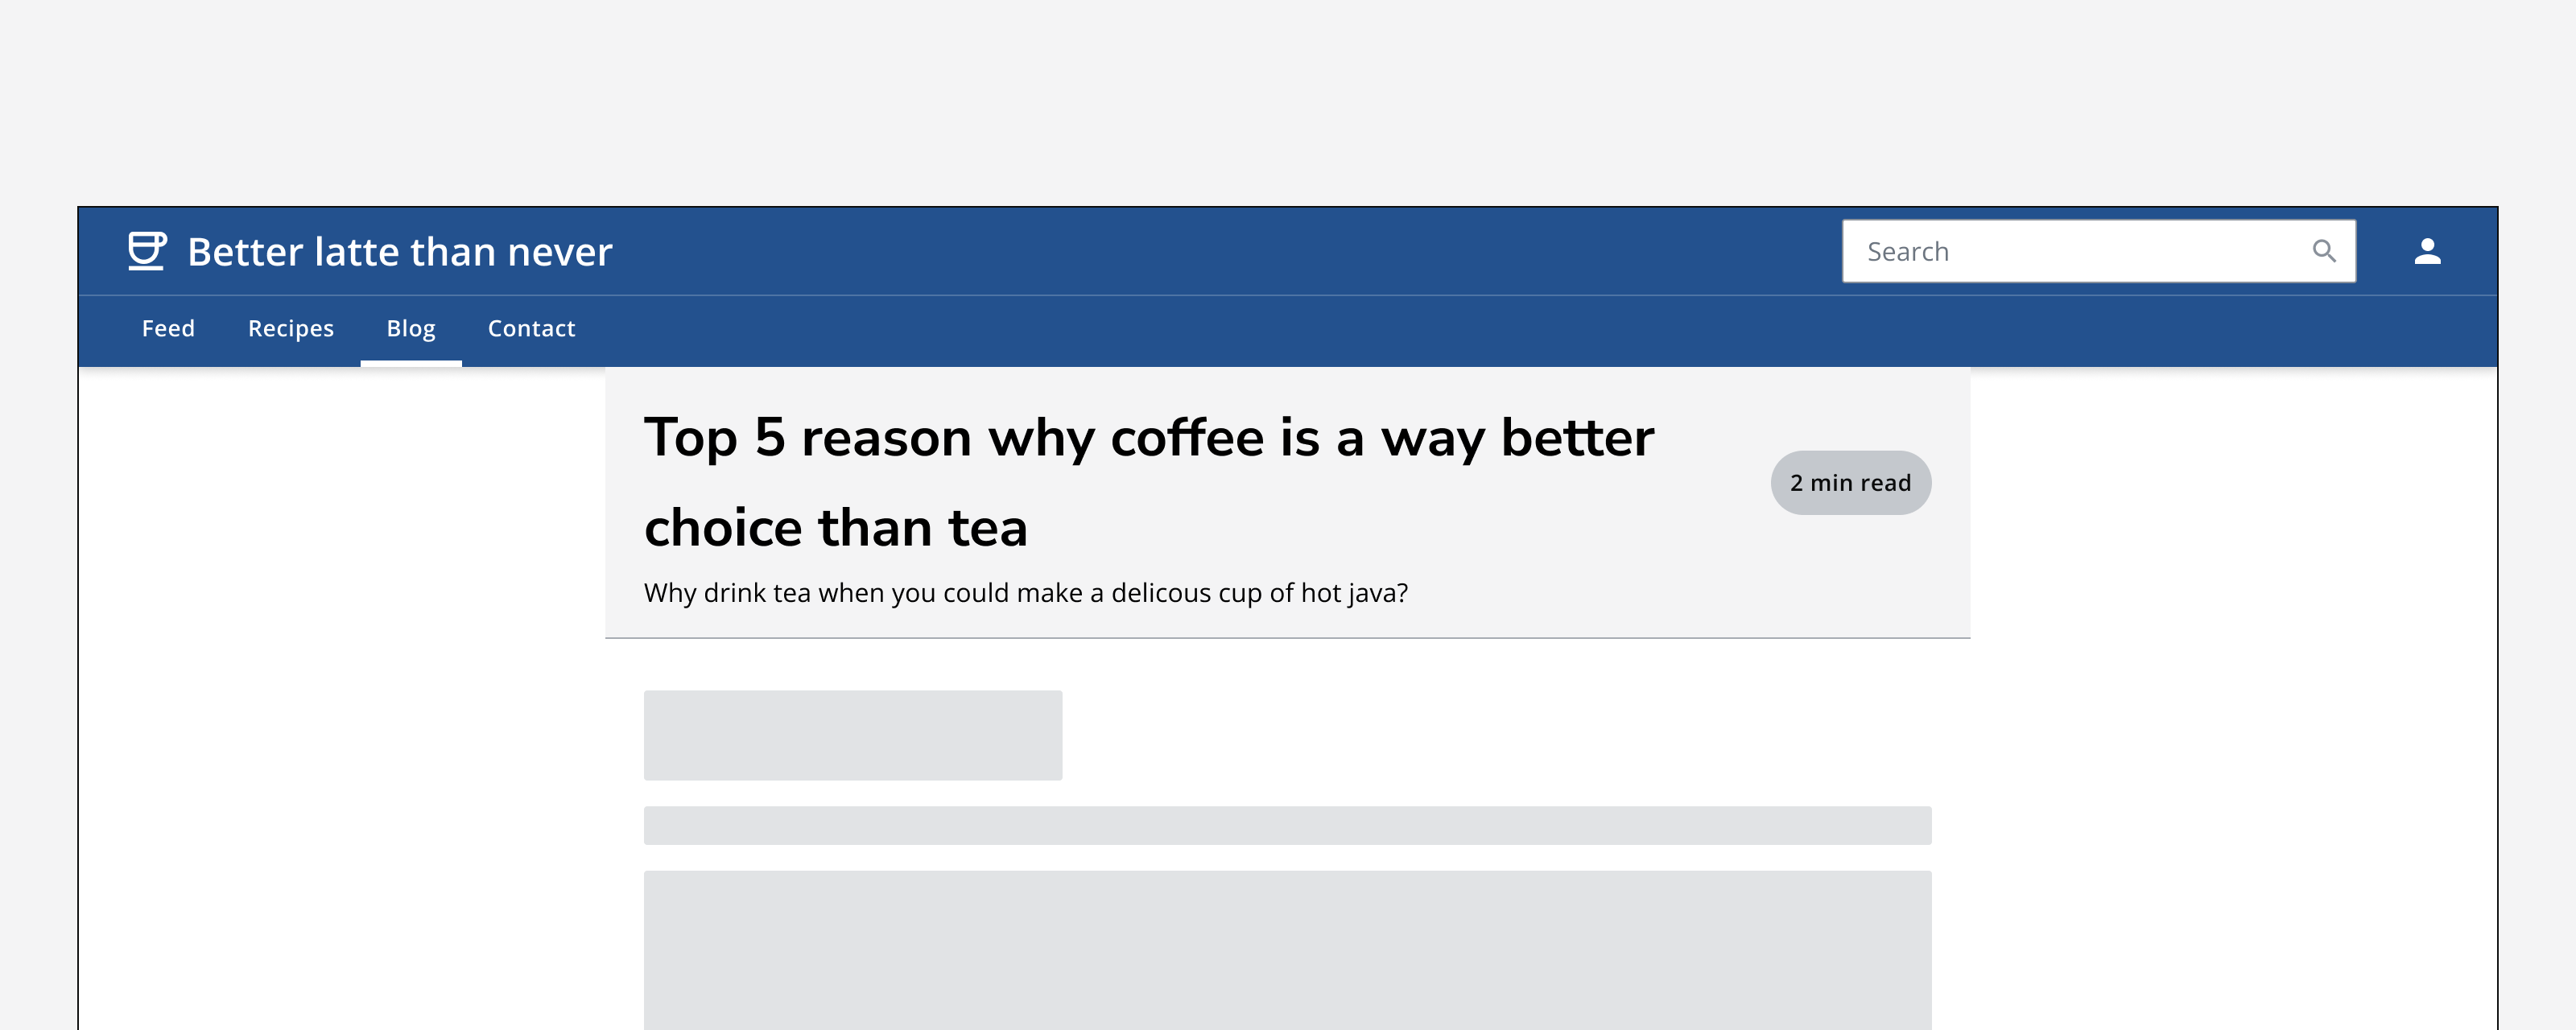 Better latte than never
Search
Feed Recipes Blog Contact
Top 5 reason why coffee is a way better
choice than tea
2 min read
Why drink tea when you could make a delicous cup of hot java?